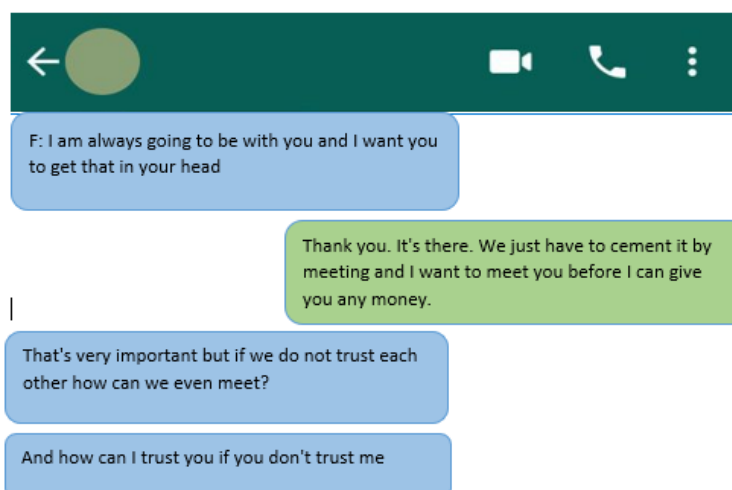 F: I am always going to be with you and I want you
to get that in your head
Thank you. It's there. We just have to cement it by
meeting and I want to meet you before I can give
you any money.
That's very important but if we do not trust each
other how can we even meet?
And how can I trust you if you don't trust me